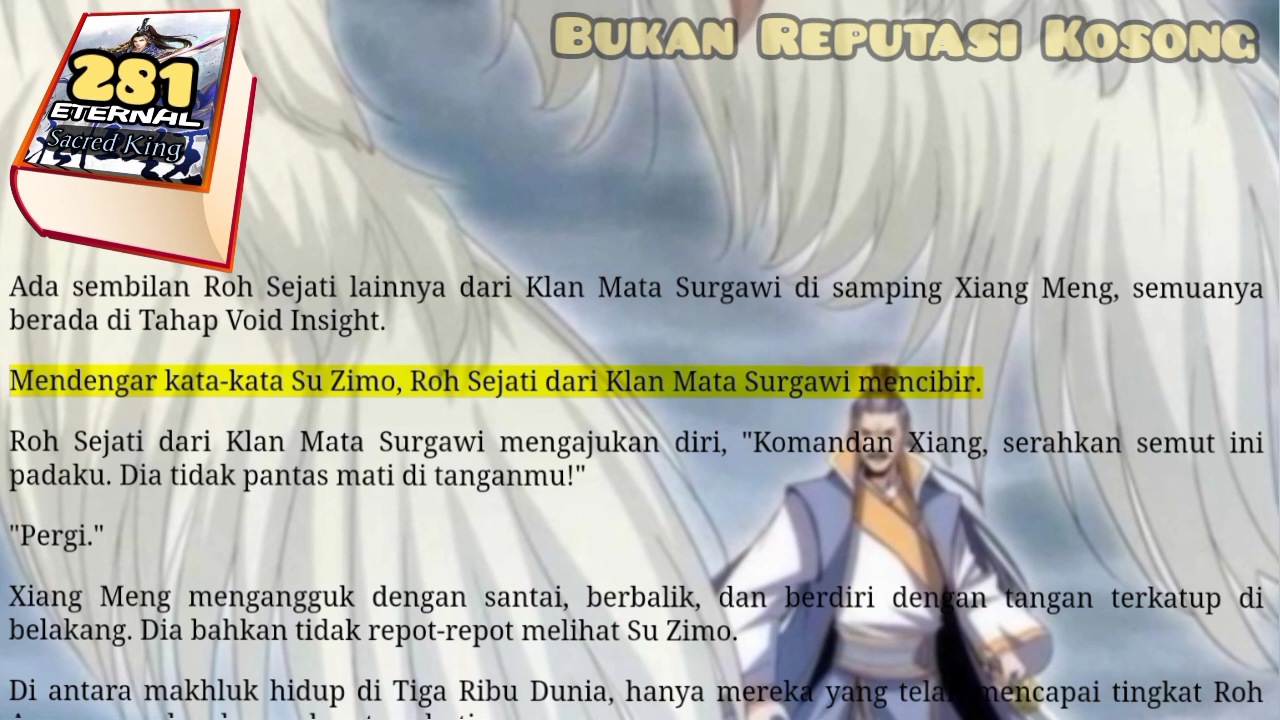 Bukan Reputasi Kosong
281
ETERNAL
Sacred King
Ada sembilan Roh Sejati lainnya dari Klan Mata Surgawi di samping Xiang Meng, semuanya
berada di Tahap Void Insight.
Mendengar kata-kata Su Zimo, Roh Sejati dari Klan Mata Surgawi mencibir.
Roh Sejati dari Klan Mata Surgawi mengajukan diri, "Komandan Xiang, serahkan semut ini
padaku. Dia tidak pantas mati di tanganmu!"
"Pergi."
Xiang Meng mengangguk dengan santai, berbalik, dan berdiri dengan tangan terkatup di
belakang. Dia bahkan tidak repot-repot melihat Su Zimo.
Di antara makhluk hidup di Tiga Ribu Dunia, hanya mereka yang telah mencapai tingkat Roh